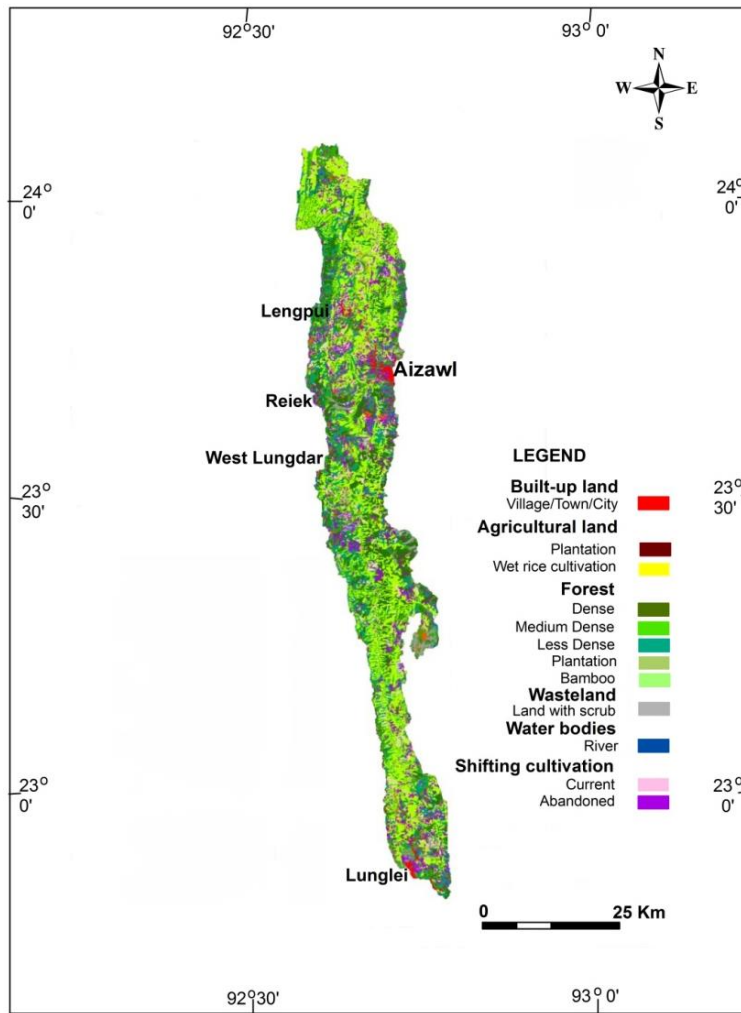 92° 30'
93° 0'
N
W E
S
24° 0'
24° 0'
Lengpui
Aizawl
Reiek
West Lungdar
23° 30'
23° 30'
LEGEND
Built-up land
Village/Town/City
Agricultural land
Plantation
Wet rice cultivation
Forest
Dense
Medium Dense
Less Dense
Plantation
Bamboo
Wasteland
Land with scrub
Water bodies
River
Shifting cultivation
Current
Abandoned
23° 0'
23° 0'
Lunglei
0 25 Km
92° 30'
93° 0'